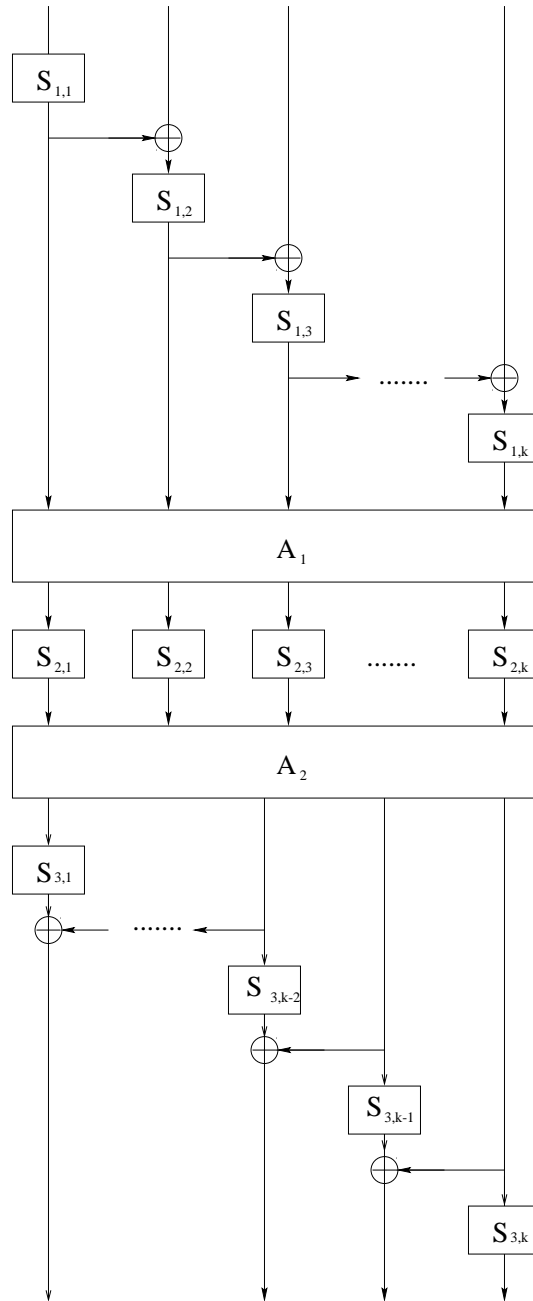 S1,1
S1,2
S1,3
.......
S1,k
A1
S2,1 S2,2 S2,3 ....... S2,k
A2
S3,1
.......
S3,k-2
S3,k-1
S3,k